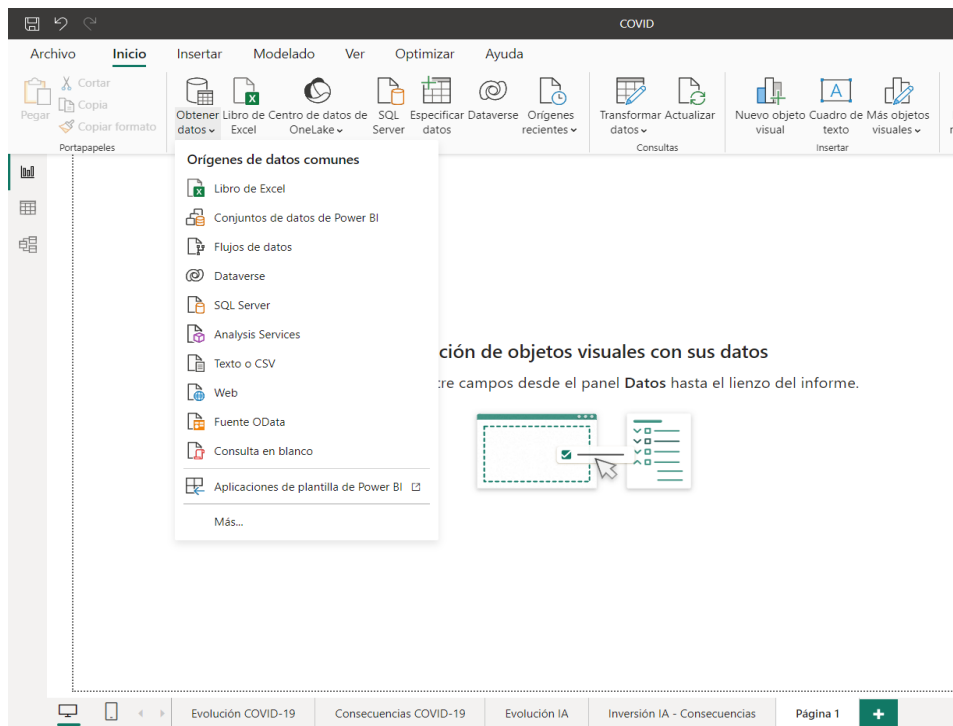 COVID
Archivo Inicio Insertar Modelado Ver Optimizar Ayuda
Pegar
Cortar
Copia
Copiar formato
Portapapeles
Obtener datos
Libro de Excel
Centro de datos de OneLake
SQL Server
Especificar datos
Dataverse
Orígenes recientes
Transformar datos
Actualizar
Consultas
Nuevo objeto visual
Cuadro de texto
Más objetos visuales
Insertar
Orígenes de datos comunes
Libro de Excel
Conjuntos de datos de Power BI
Flujos de datos
Dataverse
SQL Server
Analysis Services
Texto o CSV
Web
Fuente OData
Consulta en blanco
Aplicaciones de plantilla de Power BI
Más...
ción de objetos visuales con sus datos
tre campos desde el panel Datos hasta el lienzo del informe.
Evolución COVID-19 Consecuencias COVID-19 Evolución IA Inversión IA - Consecuencias Página 1